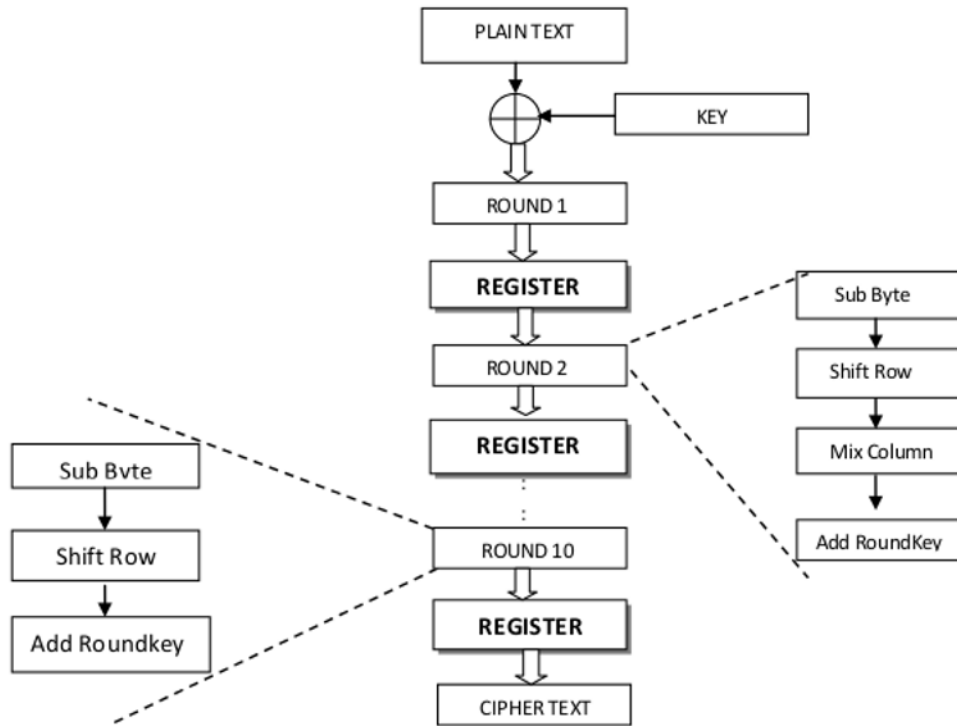 PLAIN TEXT
KEY
ROUND 1
REGISTER
Sub Byte
ROUND 2
Shift Row
REGISTER
Mix Column
Sub Byte
ROUND 10
Add RoundKey
Shift Row
REGISTER
Add Roundkey
CIPHER TEXT